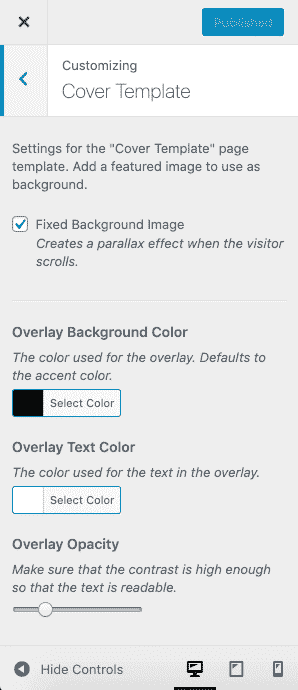 Published
Customizing
Cover Template
Settings for the "Cover Template" page
template. Add a featured image to use as
background.
Fixed Background Image
Creates a parallax effect when the visitor
scrolls.
Overlay Background Color
The color used for the overlay. Defaults to
the accent color.
Select Color
Overlay Text Color
The color used for the text in the overlay.
Select Color
Overlay Opacity
Make sure that the contrast is high enough
so that the text is readable.
Hide Controls